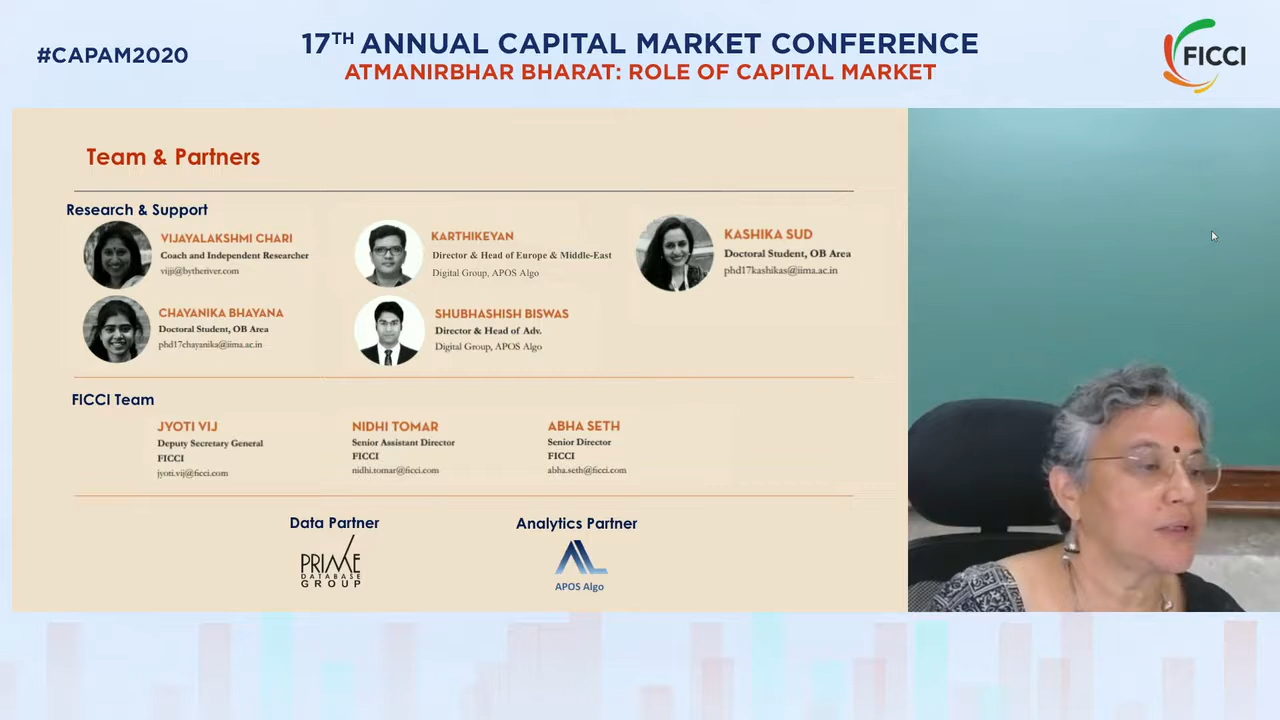 #CAPAM2020
17TH ANNUAL CAPITAL MARKET CONFERENCE
ATMANIRBHAR BHARAT: ROLE OF CAPITAL MARKET
FICCI
Team & Partners
Research & Support
VIJAYALAKSHMI CHARI
Coach and Independent Researcher
vijji@bytheriver.com
KARTHIKEYAN
Director & Head of Europe & Middle-East
Digital Group, APOS Algo
KASHIKA SUD
Doctoral Student, OB Area
phd17kashikas@iima.ac.in
CHAYANIKA BHAYANA
Doctoral Student, OB Area
phd17chayanika@iima.ac.in
SHUBHASHISH BISWAS
Director & Head of Adv.
Digital Group, APOS Algo
FICCI Team
JYOTI VIJ
Deputy Secretary General
FICCI
jyoti.vij@ficci.com
NIDHI TOMAR
Senior Assistant Director
FICCI
nidhi.tomar@ficci.com
ABHA SETH
Senior Director
FICCI
abha.seth@ficci.com
Data Partner
PRIME
DATABASE
GROUP
Analytics Partner
APOS Algo